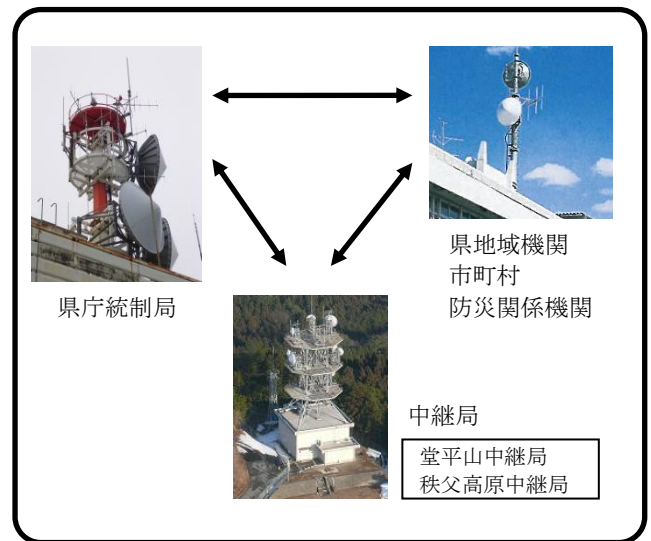 県庁統制局
県地域機関
市町村
防災関係機関
中継局
堂平山中継局
秩父高原中継局